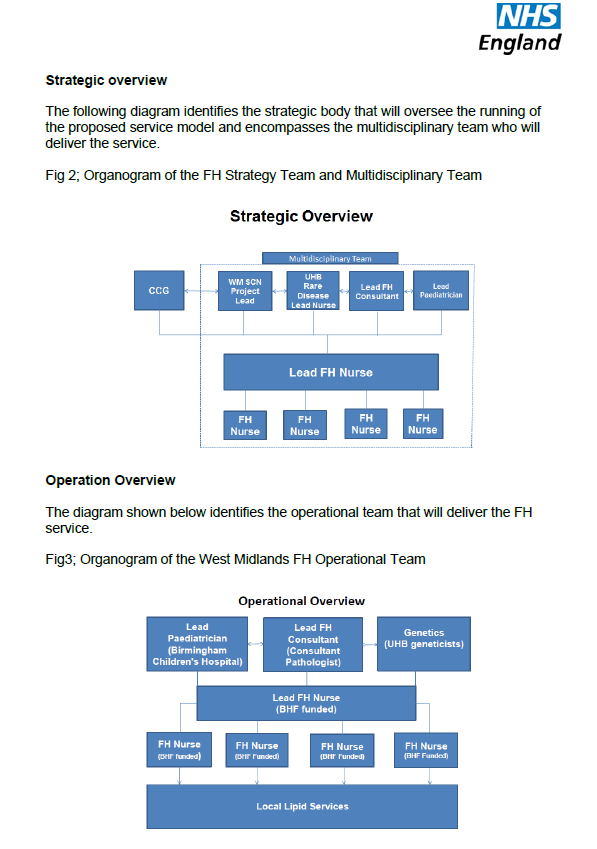 NHS
England
Strategic overview
The following diagram identifies the strategic body that will oversee the running of
the proposed service model and encompasses the multidisciplinary team who will
deliver the service.
Fig 2; Organogram of the FH Strategy Team and Multidisciplinary Team
Strategic Overview
Multidisciplinary Team
CCG
WM SCN
Project
Lead
UHB
Rare
Disease
Lead Nurse
Lead FH
Consultant
Lead
Paediatrician
Lead FH Nurse
FH
Nurse
FH
Nurse
FH
Nurse
FH
Nurse
Operation Overview
The diagram shown below identifies the operational team that will deliver the FH
service.
Fig3; Organogram of the West Midlands FH Operational Team
Operational Overview
Lead
Paediatrician
(Birmingham
Children's Hospital)
Lead FH
Consultant
(Consultant
Pathologist)
Genetics
(UHB geneticists)
Lead FH Nurse
(BHF funded)
FH Nurse
(BHF funded)
FH Nurse
(BHF Funded)
FH Nurse
(BHF Funded)
FH Nurse
(BHF Funded)
Local Lipid Services